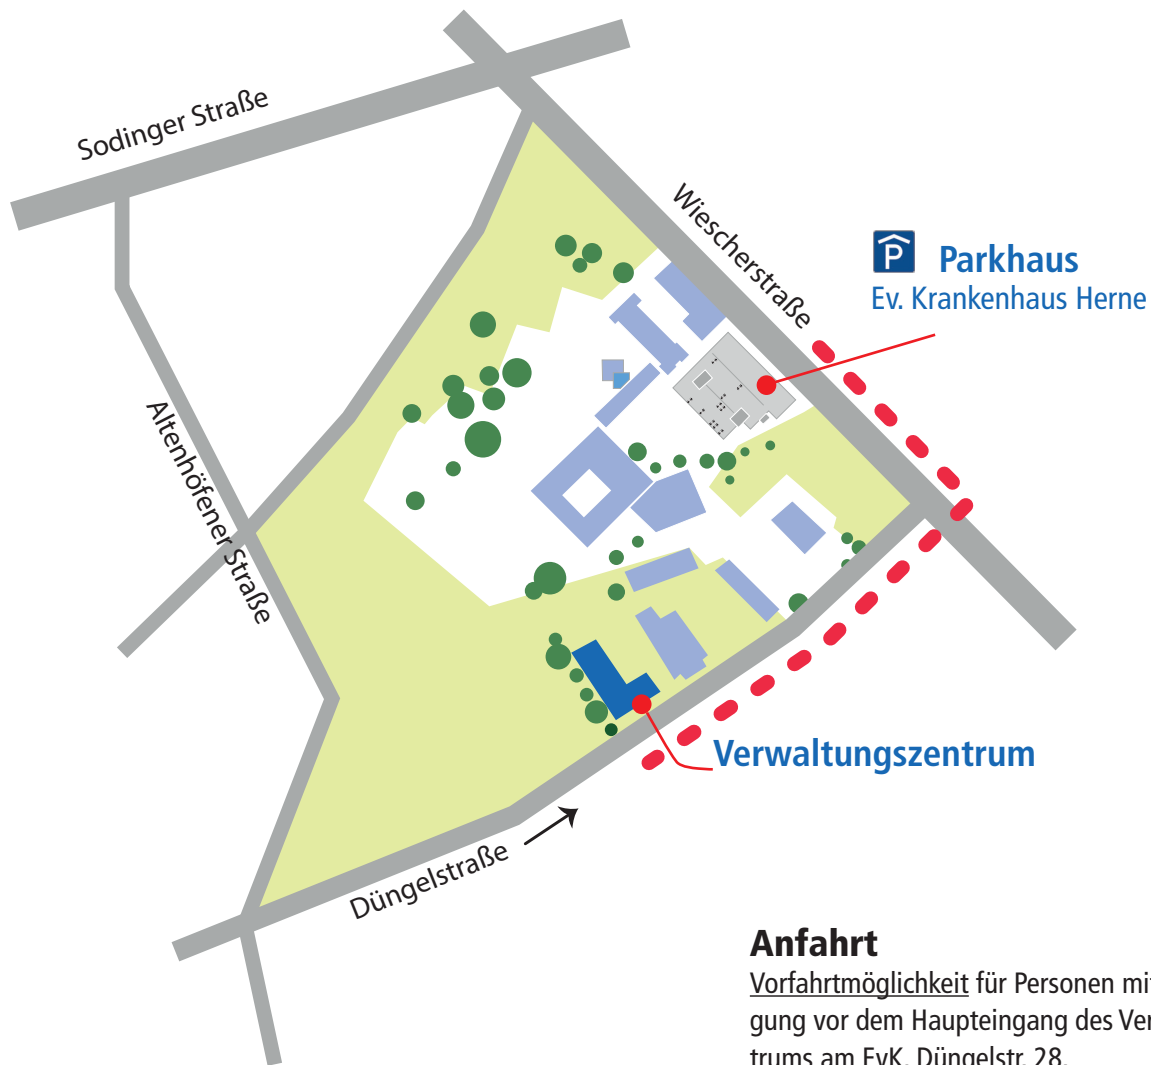 Sodinger Straße
Wiescherstraße
P Parkhaus
Ev. Krankenhaus Herne
Altenhöfener Straße
Verwaltungszentrum
Düngelstraße
Anfahrt
Vorfahrtmöglichkeit für Personen mit
gung vor dem Haupteingang des Ver
trums am EvK, Düngelstr. 28.